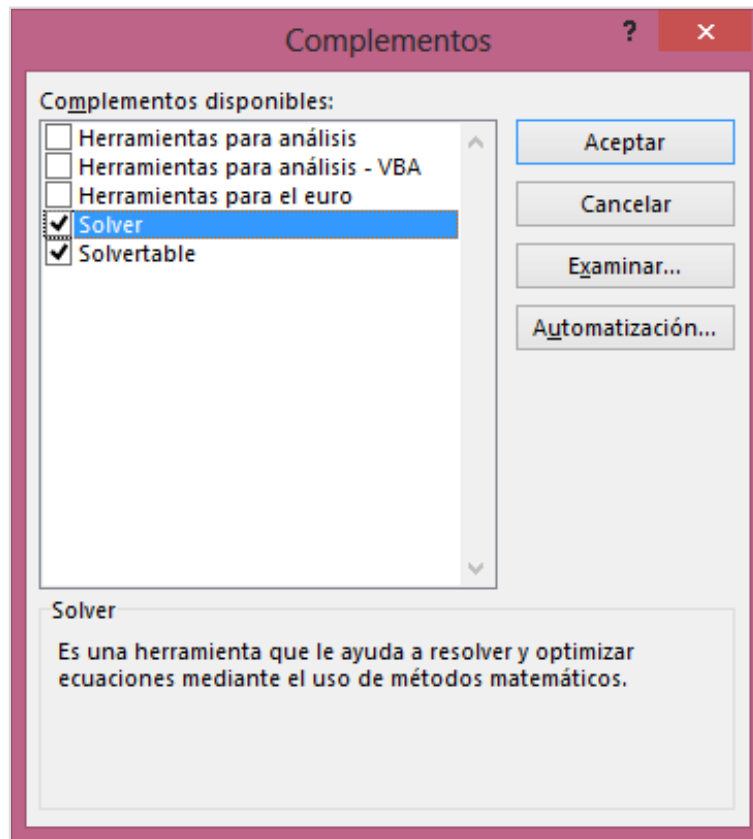 Complementos
?
×
Complementos disponibles:
Herramientas para análisis
Herramientas para análisis - VBA
Herramientas para el euro
Solver
Solvertable
Aceptar
Cancelar
Examinar...
Automatización...
Solver
Es una herramienta que le ayuda a resolver y optimizar
ecuaciones mediante el uso de métodos matemáticos.